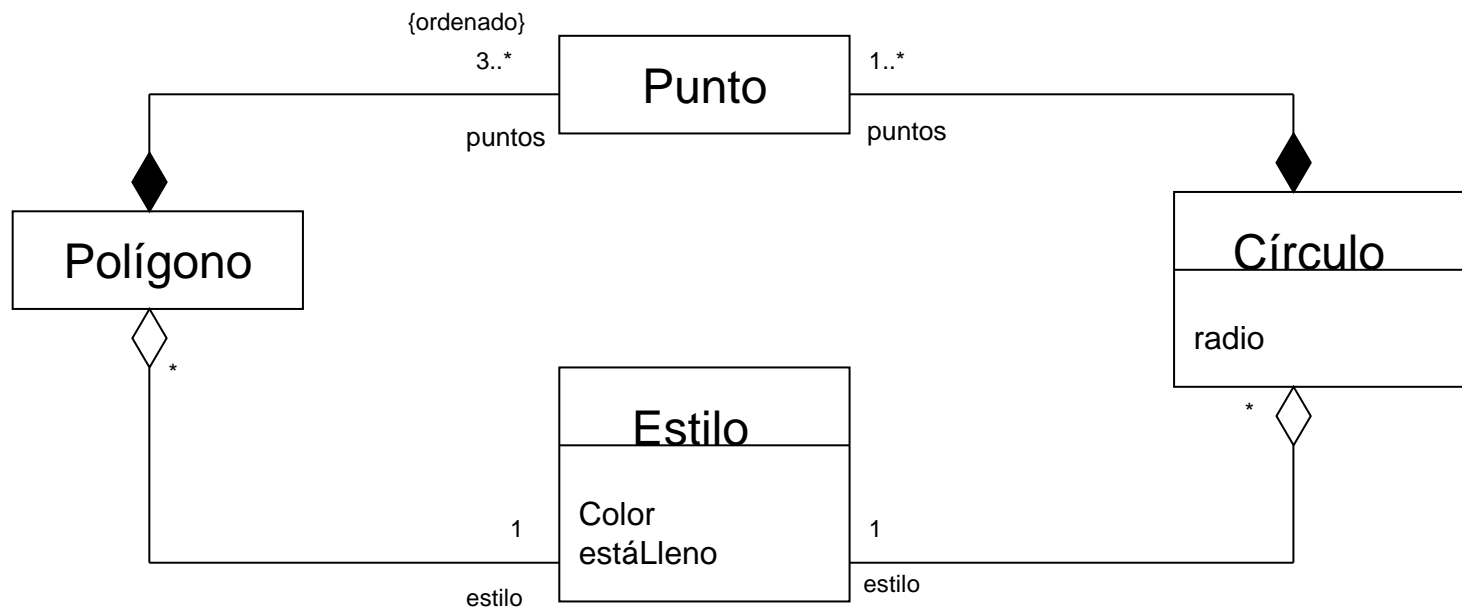 {ordenado}
3..*
Punto
1..*
puntos
puntos
Polígono
Círculo
radio
*
*
Estilo
Color
estáLleno
1
1
estilo
estilo